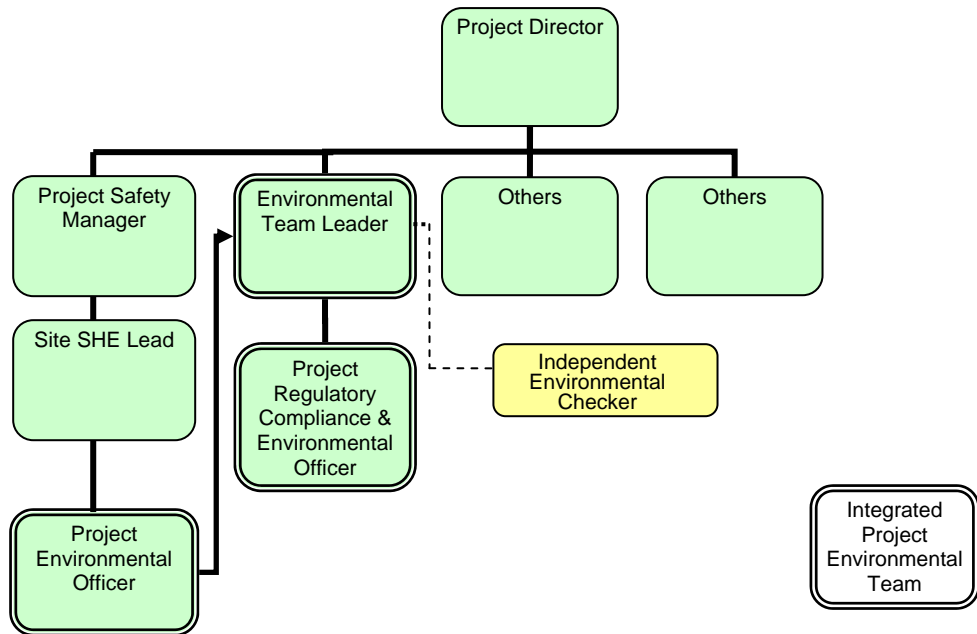 Project Director
Project Safety
Manager
Environmental
Team Leader
Others
Others
Site SHE Lead
Project
Regulatory
Compliance &
Environmental
Officer
Independent
Environmental
Checker
Project
Environmental
Officer
Integrated
Project
Environmental
Team